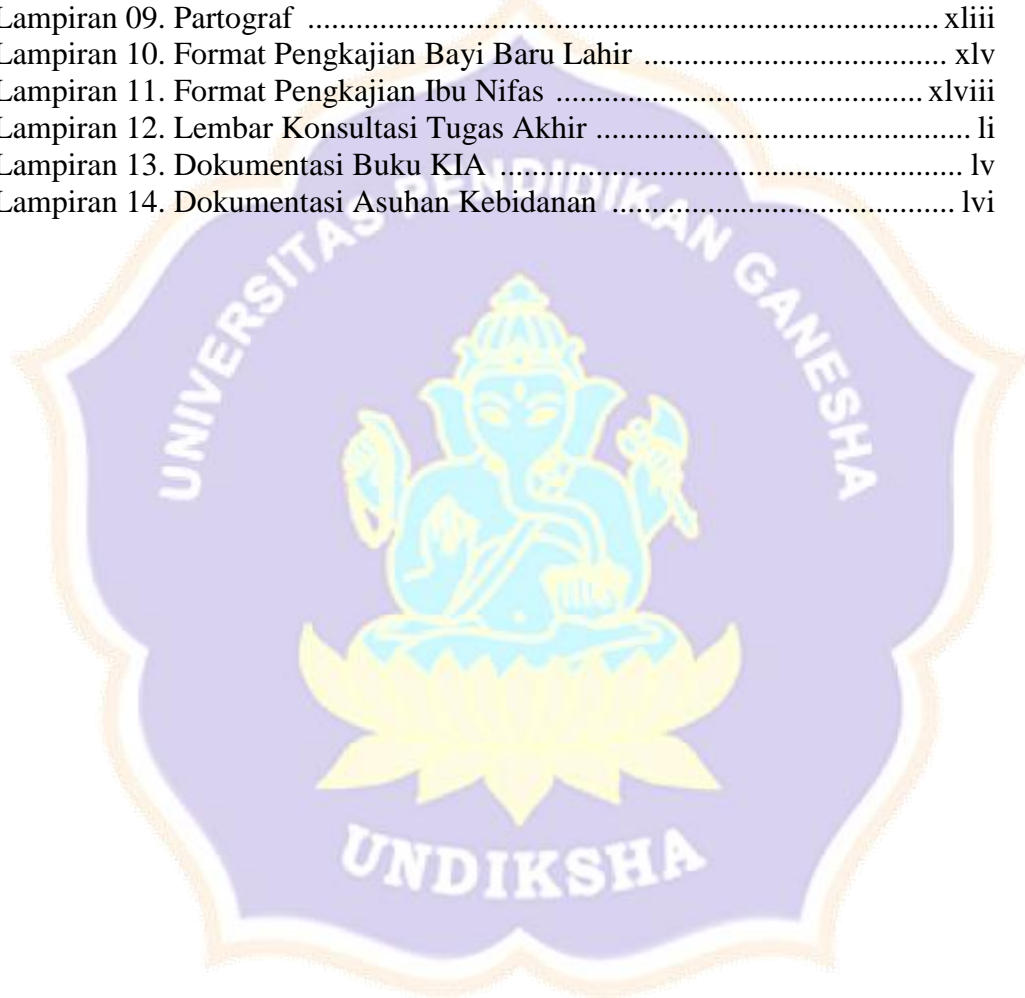 Lampiran 09. Partograf ................................................................................ xliii
Lampiran 10. Format Pengkajian Bayi Baru Lahir ...................................... xlv
Lampiran 11. Format Pengkajian Ibu Nifas ............................................... xlviii
Lampiran 12. Lembar Konsultasi Tugas Akhir ................................................ li
Lampiran 13. Dokumentasi Buku KIA ........................................................... lv
Lampiran 14. Dokumentasi Asuhan Kebidanan ............................................ lvi
UNIVERSITAS PENDIDIKAN GANESHA
UNDIKSHA